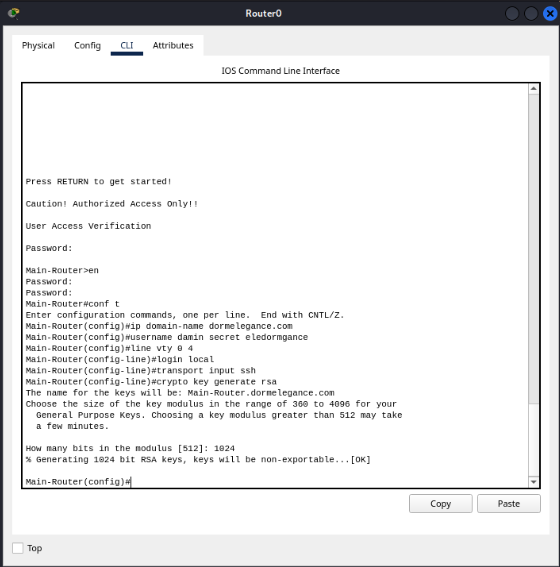 Router0
Physical Config CLI Attributes
IOS Command Line Interface
Press RETURN to get started!
Caution! Authorized Access Only!!
User Access Verification
Password:
Main-Router>en
Password:
Password:
Main-Router#conf t
Enter configuration commands, one per line.  End with CNTL/Z.
Main-Router(config)#ip domain-name dormelegance.com
Main-Router(config)#username damin secret eledormgance
Main-Router(config)#line vty 0 4
Main-Router(config-line)#login local
Main-Router(config-line)#transport input ssh
Main-Router(config-line)#crypto key generate rsa
The name for the keys will be: Main-Router.dormelegance.com
Choose the size of the key modulus in the range of 360 to 4096 for your
General Purpose Keys. Choosing a key modulus greater than 512 may take
a few minutes.
How many bits in the modulus [512]: 1024
% Generating 1024 bit RSA keys, keys will be non-exportable...[OK]
Main-Router(config)#
Copy Paste
Top